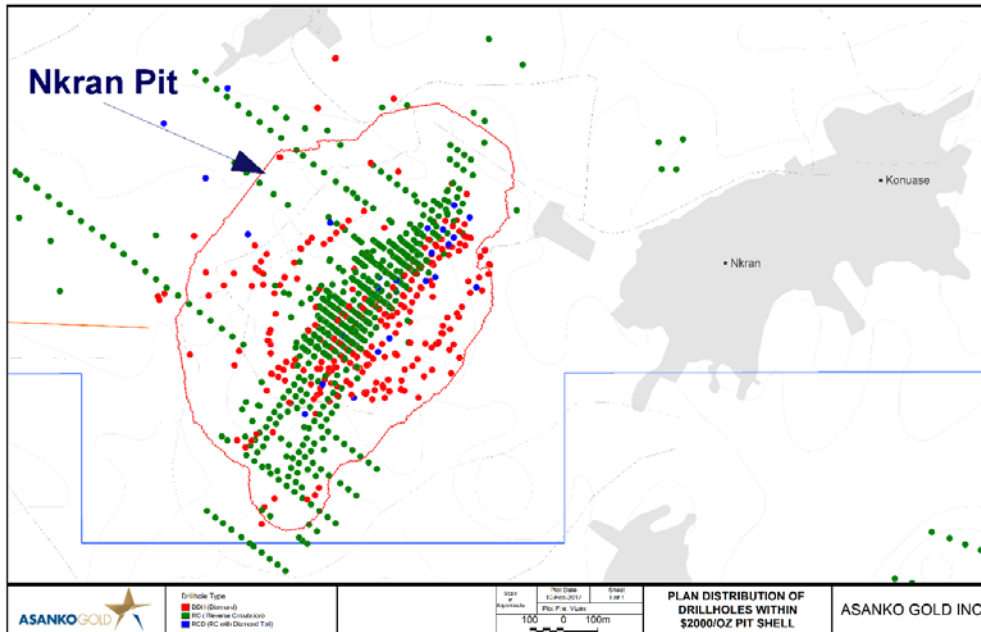 Nkran Pit
Konuase
Nkran
ASANKOGOLD
Drillhole Type
DDH (Diamond)
RC (Reverse Circulation)
RCD (RC with Diamond Tail)
Plot Date
Sheet
1 of 1
100 0 100m
PLAN DISTRIBUTION OF
DRILLHOLES WITHIN
$2000/OZ PIT SHELL
ASANKO GOLD INC